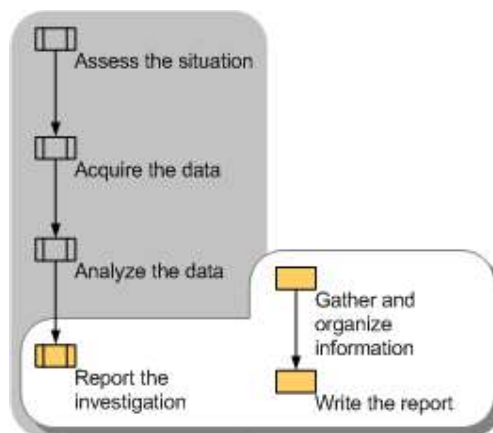 Assess the situation
Acquire the data
Analyze the data
Report the
investigation
Gather and
organize
information
Write the report